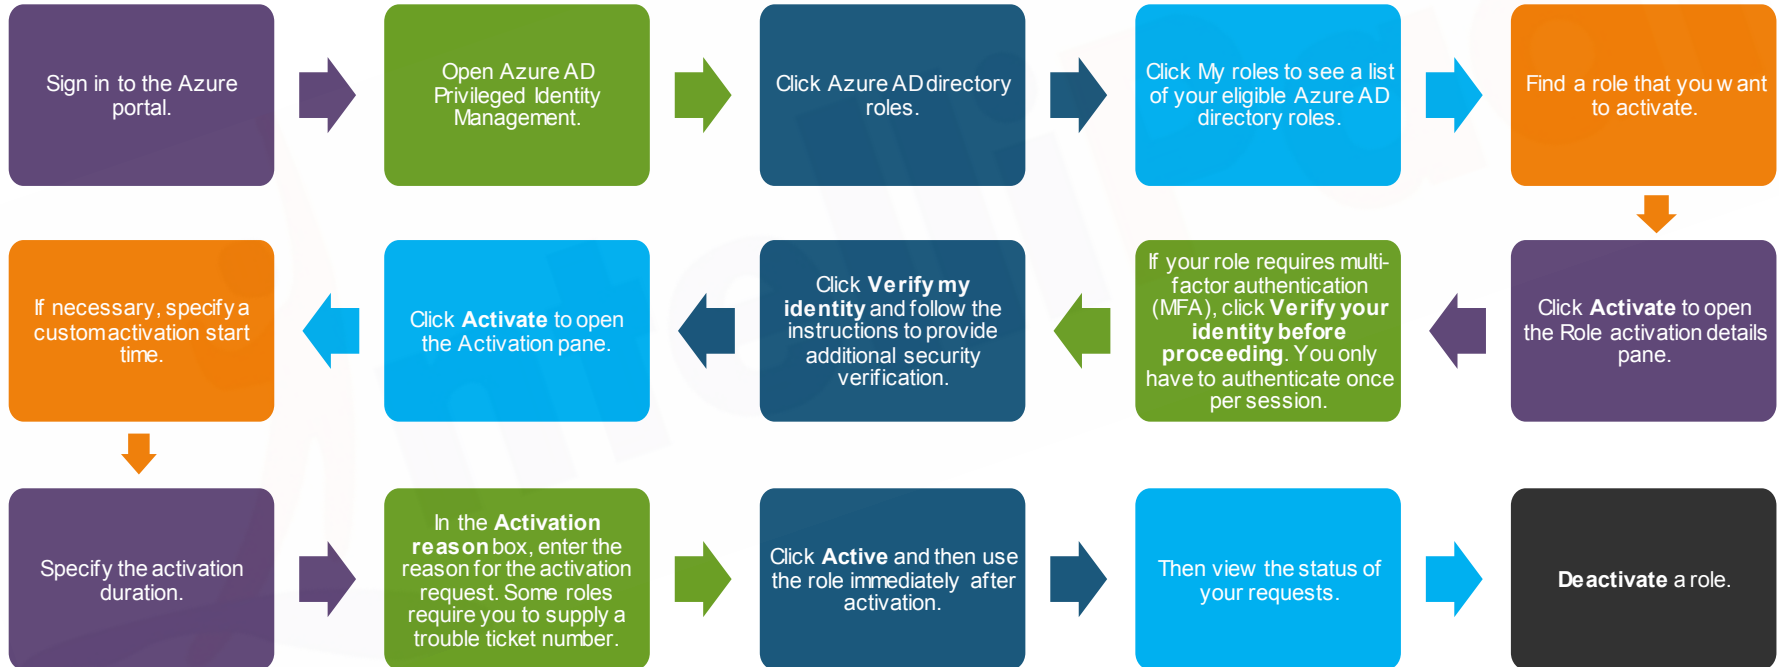 Sign in to the Azure
portal.
Open Azure AD
Privileged Identity
Management.
Click Azure AD directory
roles.
Click My roles to see a list
of your eligible Azure AD
directory roles.
Find a role that you want
to activate.
Click Activate to open
the Role activation details
pane.
If your role requires multi-
factor authentication
(MFA), click Verify your
identity before
proceeding. You only
have to authenticate once
per session.
Click Verify my
identity and follow the
instructions to provide
additional security
verification.
Click Activate to open
the Activation pane.
If necessary, specify a
custom activation start
time.
Specify the activation
duration.
In the Activation
reason box, enter the
reason for the activation
request. Some roles
require you to supply a
trouble ticket number.
Click Active and then use
the role immediately after
activation.
Then view the status of
your requests.
Deactivate a role.
intelliPaat